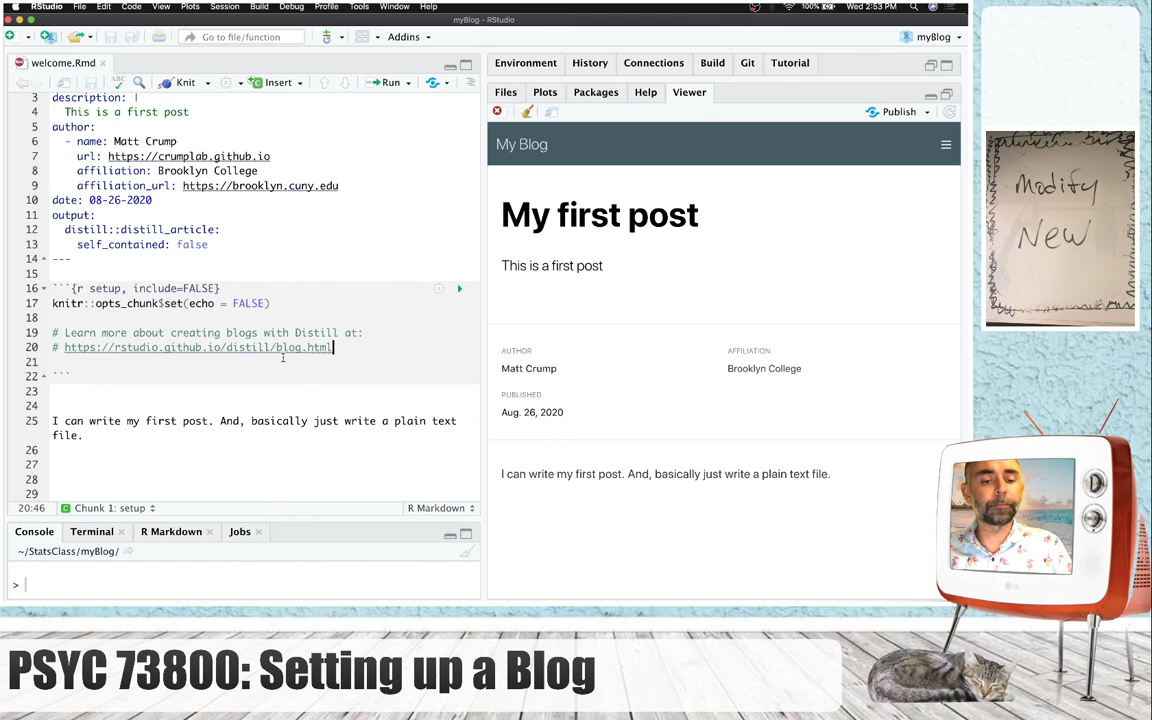 RStudio File Edit Code View Plots Session Build Debug Profile Tools Window Help 100% Wed 2:53 PM
myBlog - RStudio
Go to file/function Addins myBlog
welcome.Rmd
ABC Knit Insert Run
3 description: |
4 This is a first post
5 author:
6 - name: Matt Crump
7 url: https://crumplab.github.io
8 affiliation: Brooklyn College
9 affiliation_url: https://brooklyn.cuny.edu
10 date: 08-26-2020
11 output:
12 distill::distill_article:
13 self_contained: false
14 ---
15
16 ```{r setup, include=FALSE}
17 knitr::opts_chunk$set(echo = FALSE)
18
19 # Learn more about creating blogs with Distill at:
20 # https://rstudio.github.io/distill/blog.html
21
22 ```
23
24
25 I can write my first post. And, basically just write a plain text
file.
26
27
28
29
20:46 Chunk 1: setup R Markdown
Console Terminal R Markdown Jobs
~/StatsClass/myBlog/
>
Environment History Connections Build Git Tutorial
Files Plots Packages Help Viewer
Publish
My Blog
My first post
This is a first post
AUTHOR AFFILIATION
Matt Crump Brooklyn College
PUBLISHED
Aug. 26, 2020
I can write my first post. And, basically just write a plain text file.
Modify
New
LG
PSYC 73800: Setting up a Blog